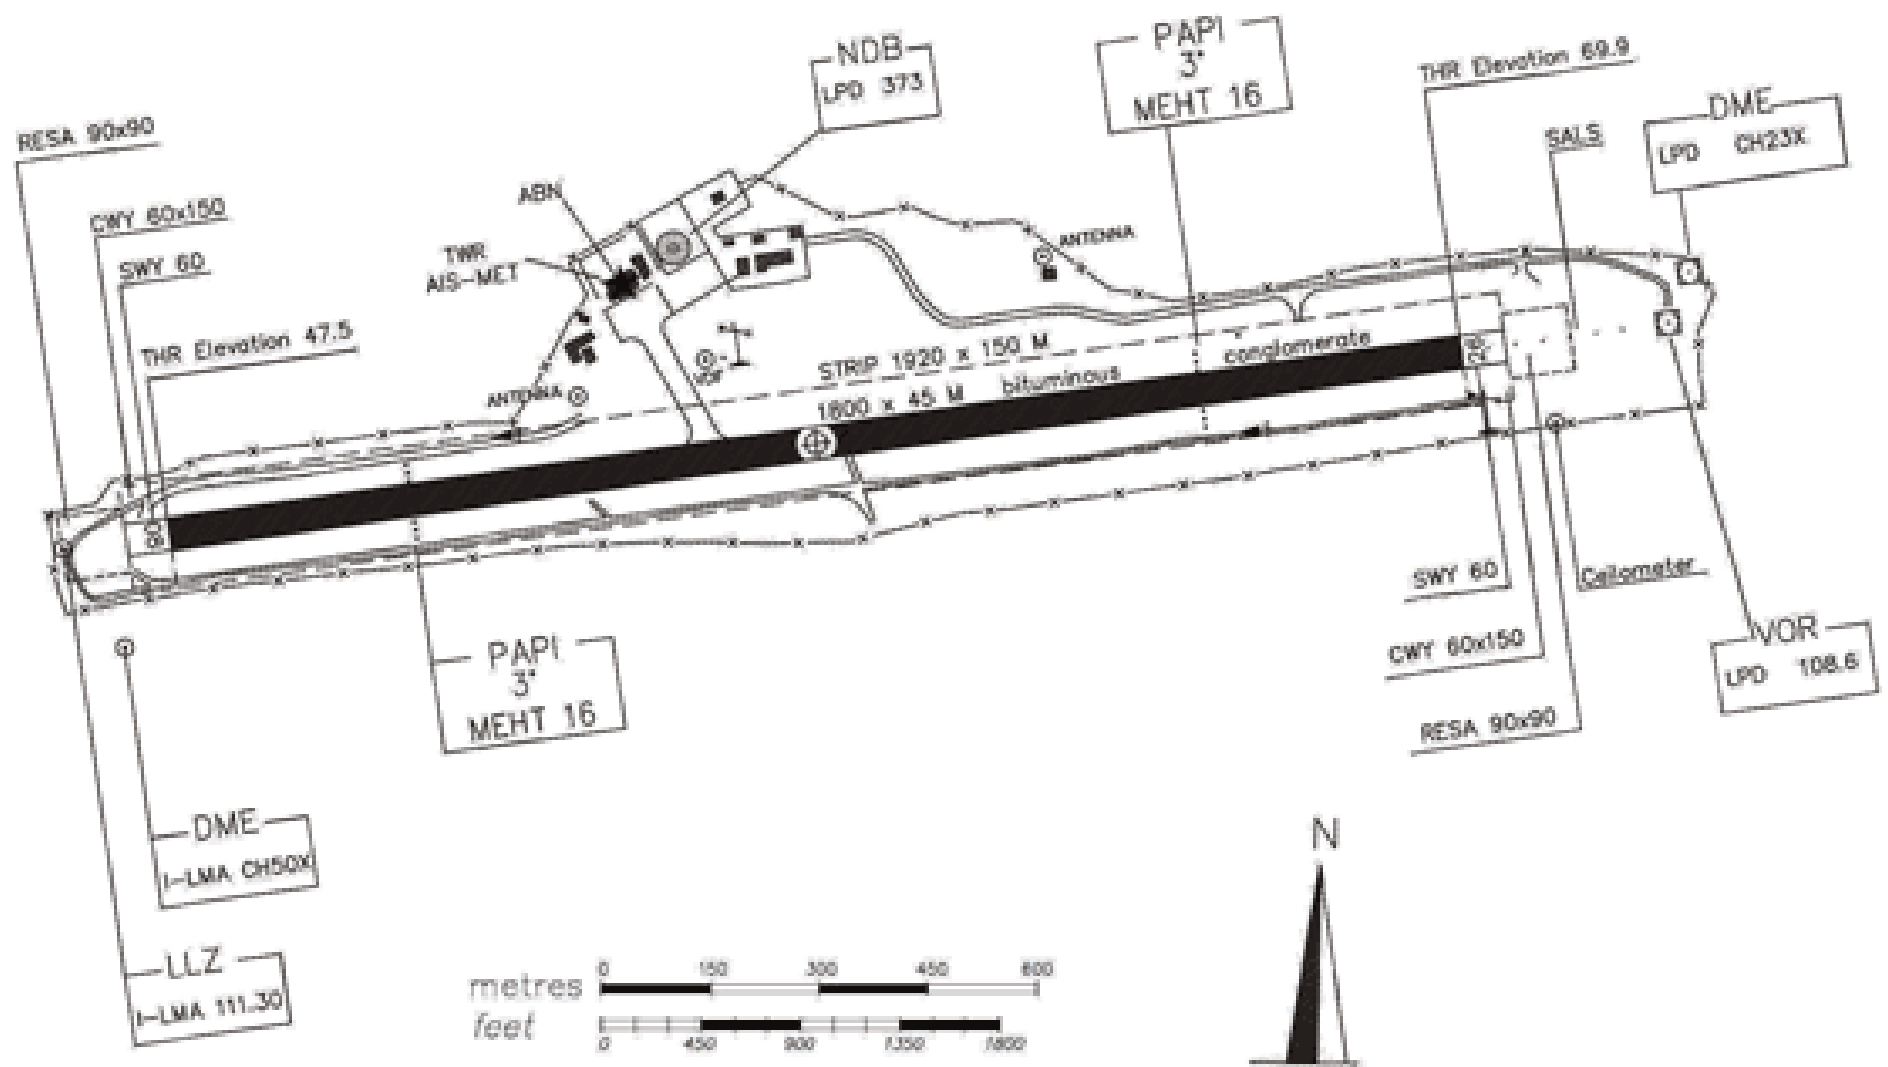 NDB
LPD 373
PAPI
3°
MEHT 16
THR Elevation 69.9
DME
LPD CH23X
SALS
RESA 90x90
CWY 60x150
SWY 60
THR Elevation 47.5
ABN
TWR
AIS-MET
ANTENNA
VDF
ANTENNA
STRIP 1920 x 150 M
1800 x 45 M bituminous conglomerate
PAPI
3°
MEHT 16
SWY 60
Ceilometer
CWY 60x150
RESA 90x90
VOR
LPD 108.6
DME
I-LMA CH50X
LLZ
I-LMA 111.30
N
metres 0 150 300 450 600
feet 0 450 900 1350 1800